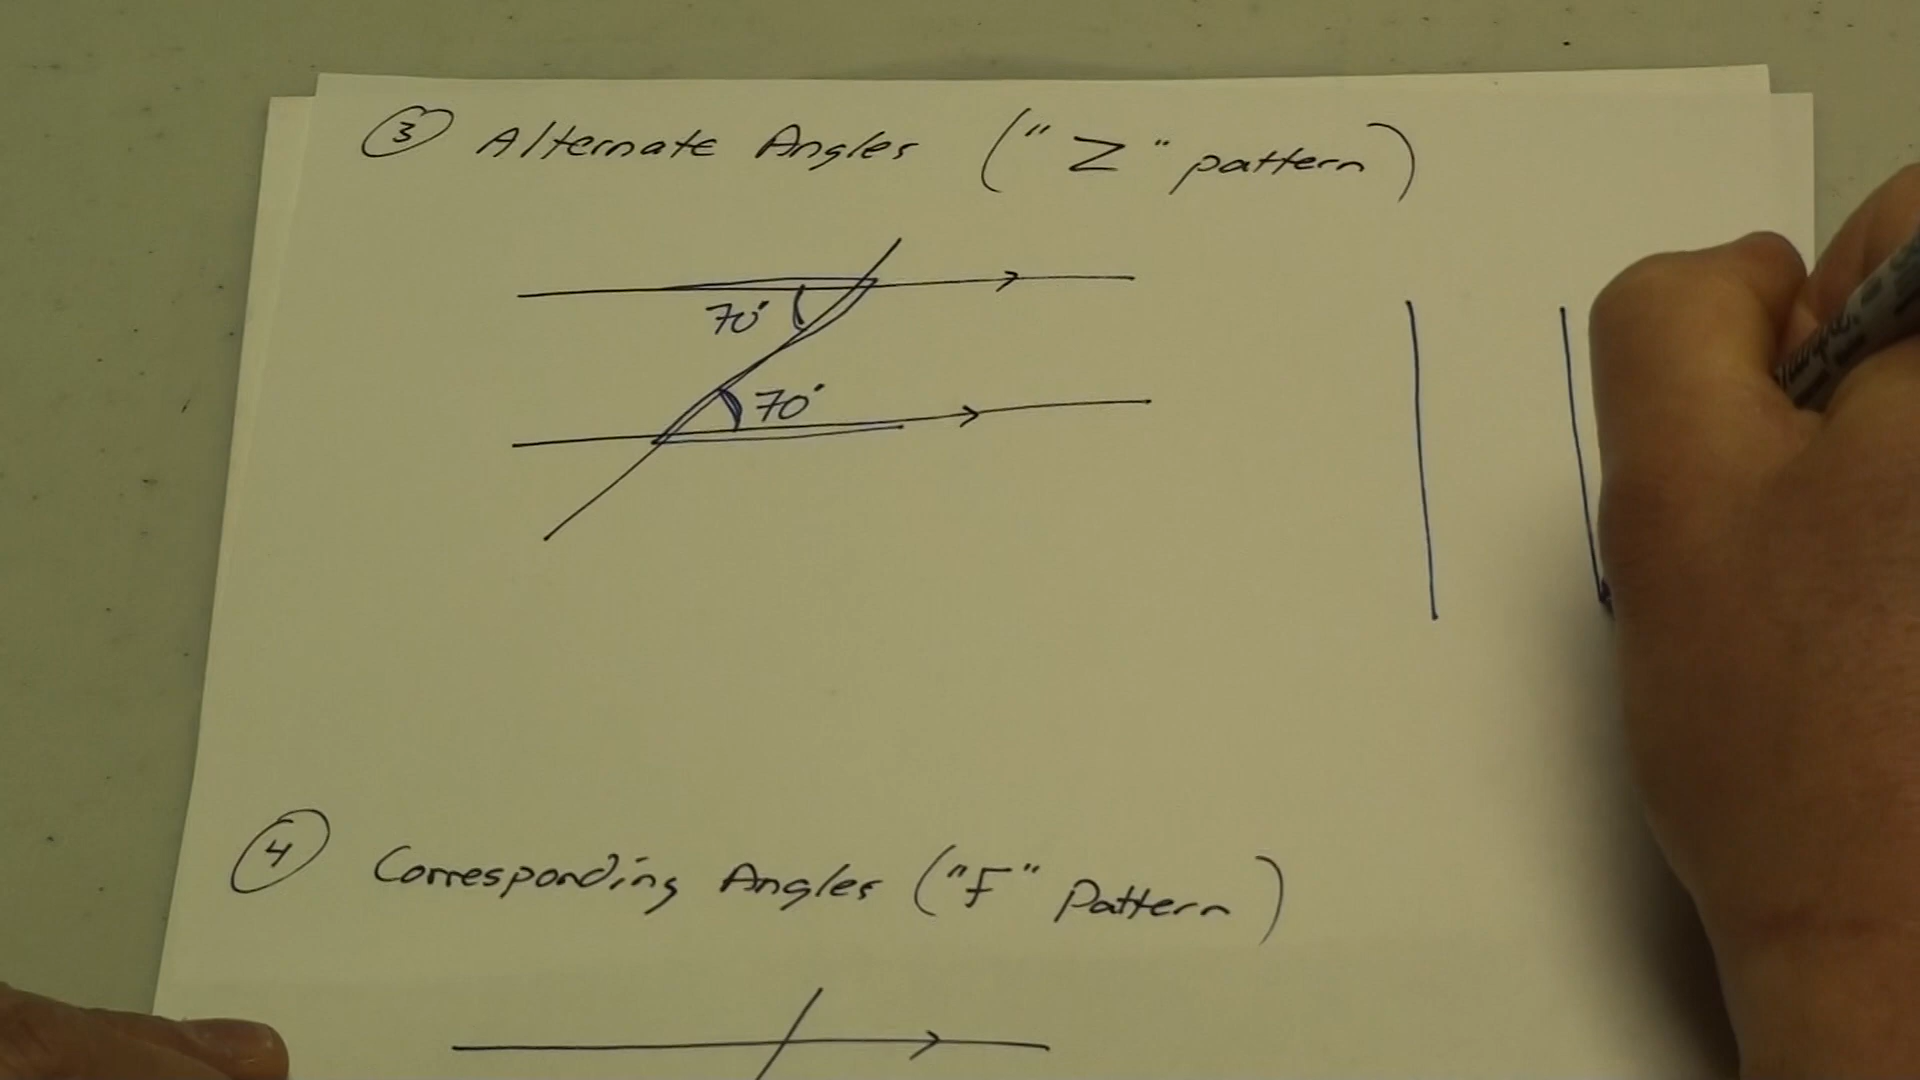 3 Alternate Angles ("Z" pattern)
70°
70°
4 Corresponding Angles ("F" Pattern)